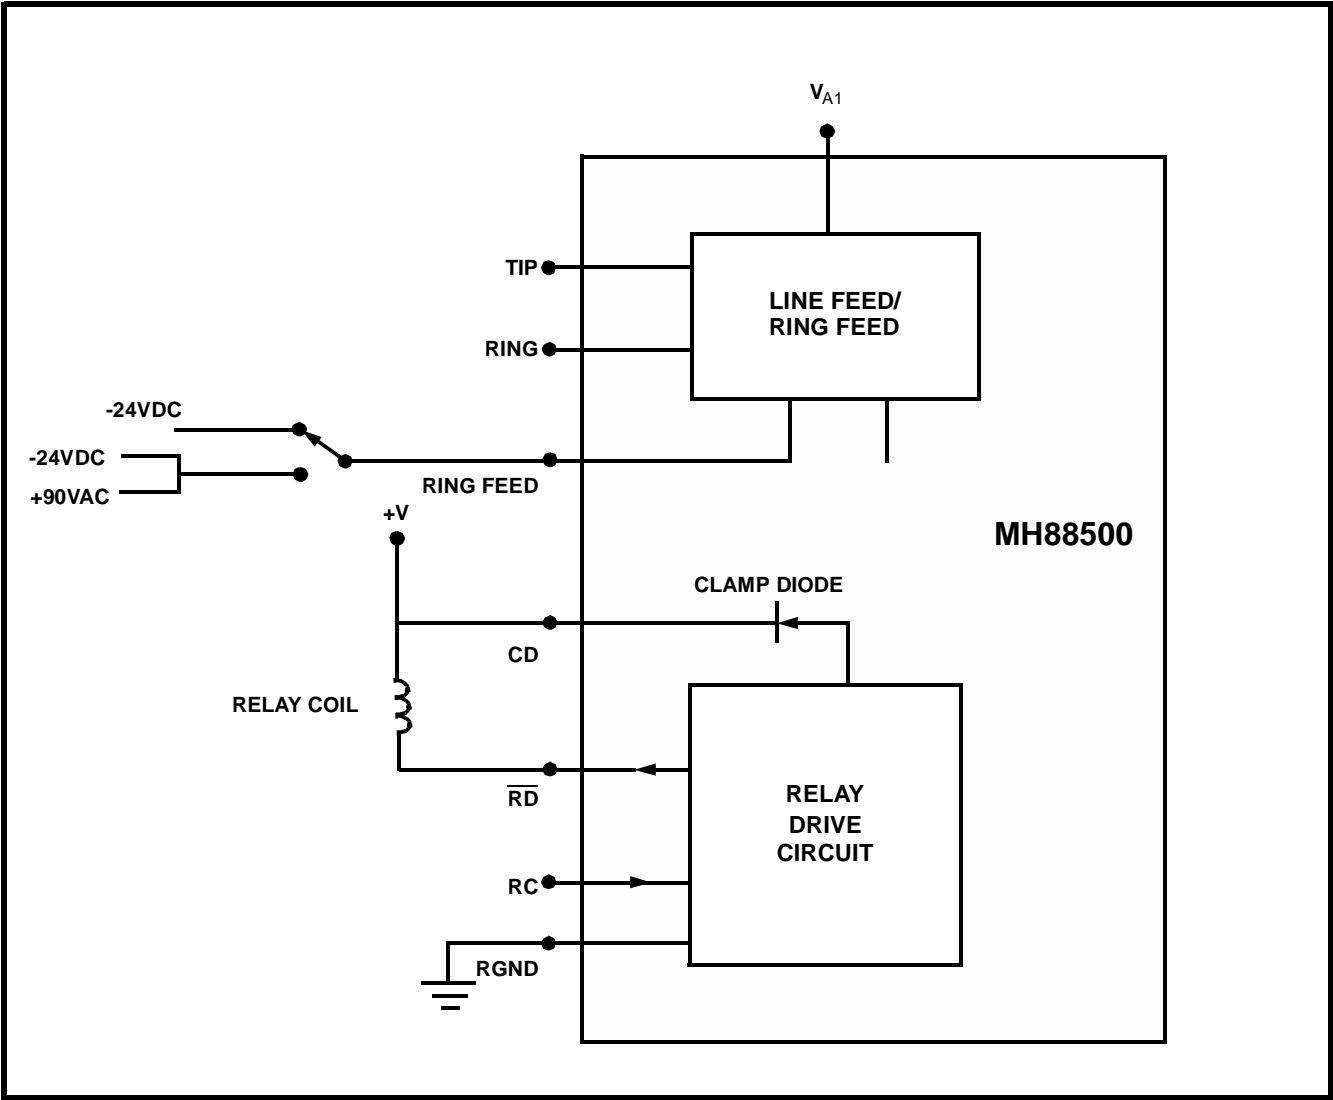 VA1
TIP
LINE FEED/
RING FEED
RING
-24VDC
-24VDC
+90VAC
RING FEED
+V
MH88500
CLAMP DIODE
CD
RELAY COIL
RD
RELAY
DRIVE
CIRCUIT
RC
RGND